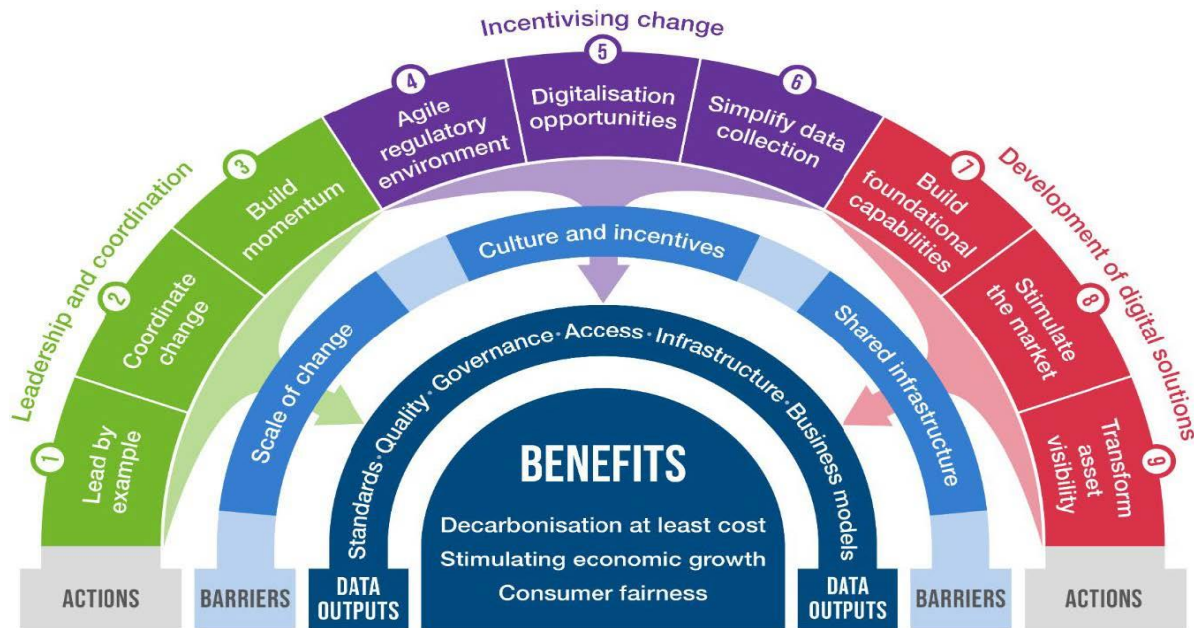 Leadership and coordination
Incentivising change
Development of digital solutions
1
Lead by
example
2
Coordinate
change
3
Build
momentum
4
Agile
regulatory
environment
5
Digitalisation
opportunities
6
Simplify data
collection
7
Build
foundational
capabilities
8
Stimulate
the market
9
Transform
asset
visibility
Scale of change
Culture and incentives
Shared infrastructure
Standards • Quality • Governance • Access • Infrastructure • Business models
BENEFITS
Decarbonisation at least cost
Stimulating economic growth
Consumer fairness
ACTIONS
BARRIERS
DATA
OUTPUTS
DATA
OUTPUTS
BARRIERS
ACTIONS